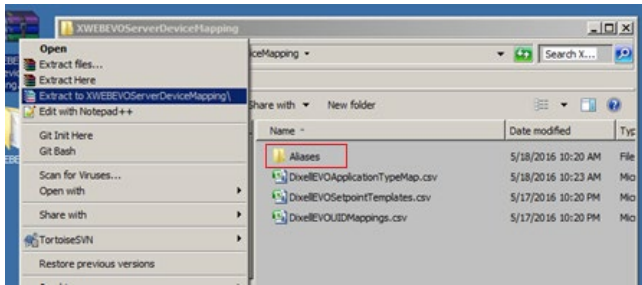 XWEBEVOServerDeviceMapping
Open
Extract files...
Extract Here
Extract to XWEBEVOServerDeviceMapping\
Edit with Notepad++
Git Init Here
Git Bash
Scan for Viruses...
Open with
Share with
TortoiseSVN
Restore previous versions
ceMapping
Search X...
Share with
New folder
Name
Date modified
Typ
Aliases
5/18/2016 10:20 AM
File
DixellEVOApplicationTypeMap.csv
5/18/2016 10:23 AM
Mic
DixellEVOSetpointTemplates.csv
5/17/2016 10:20 PM
Mic
DixellEVOUIDMappings.csv
5/17/2016 10:20 PM
Mic